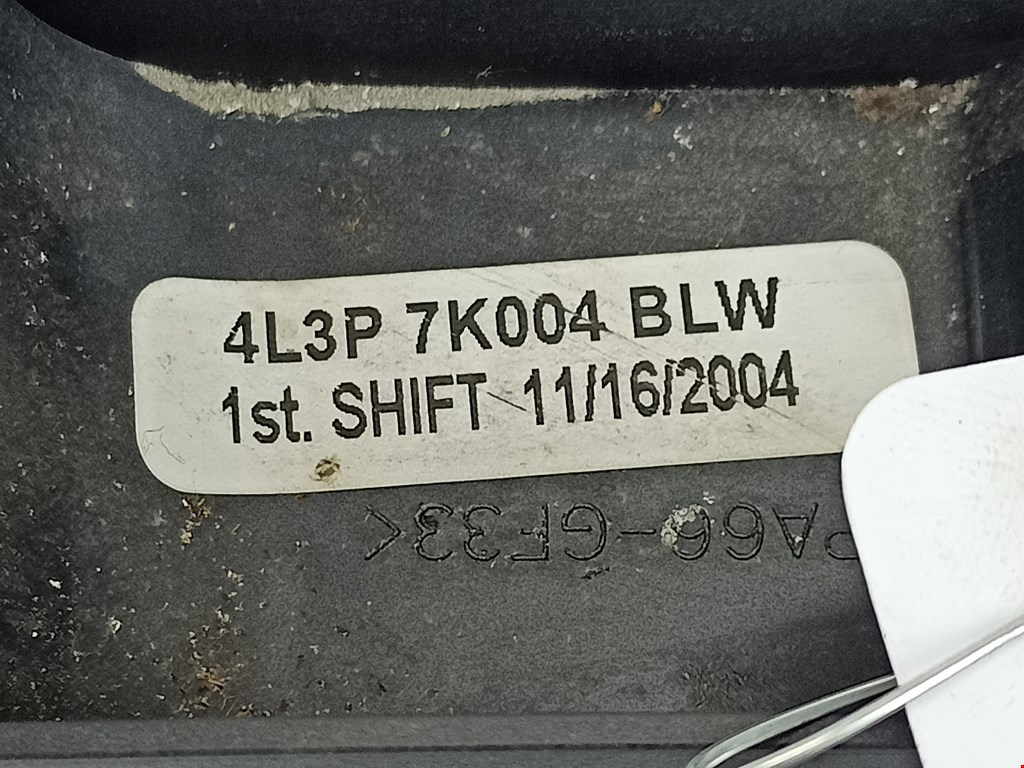 4L3P 7K004 BLW
1st. SHIFT 11/16/2004
PA66-GF33<